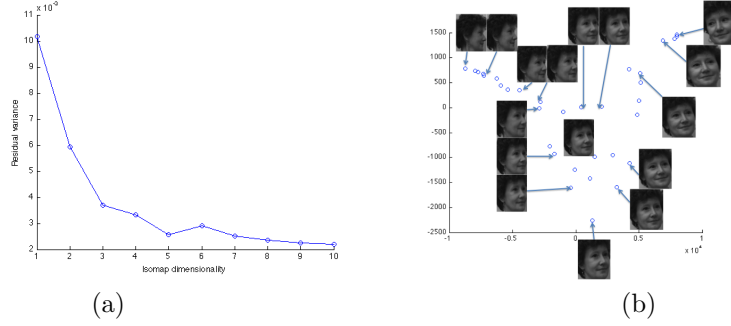 11 x 10⁻³
10
9
8
7
6
5
4
3
2
Residual variance
1 2 3 4 5 6 7 8 9 10
Isomap dimensionality
(a)
1500
1000
500
0
-500
-1000
-1500
-2000
-2500
-1 -0.5 0 0.5 1
x 10⁴
(b)